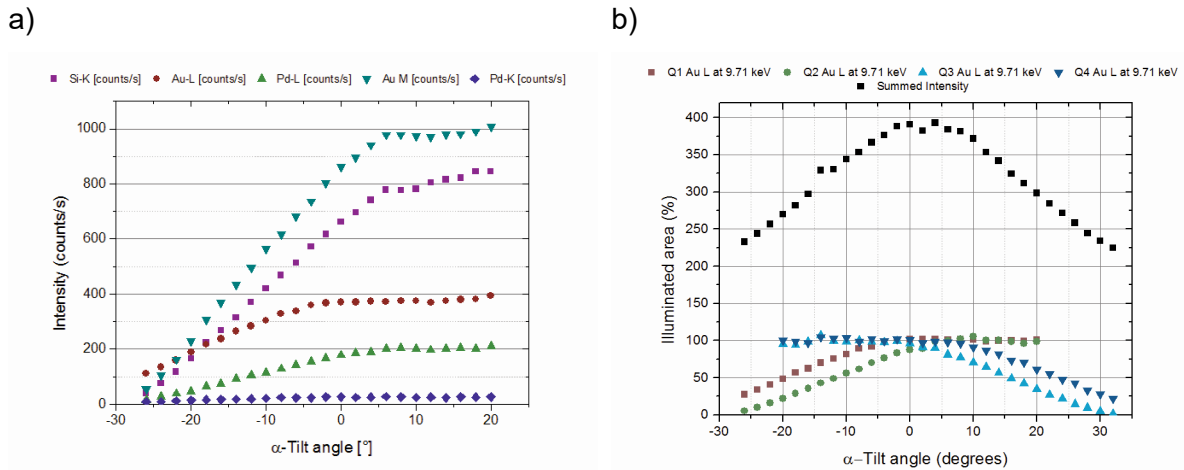 a)
Si-K [counts/s] Au-L [counts/s] Pd-L [counts/s] Au M [counts/s] Pd-K [counts/s]
Intensity (counts/s)
1000
800
600
400
200
0
-30 -20 -10 0 10 20
α-Tilt angle [°]
b)
Q1 Au L at 9.71 keV Q2 Au L at 9.71 keV Q3 Au L at 9.71 keV Q4 Au L at 9.71 keV
Summed Intensity
Illuminated area (%)
400
350
300
250
200
150
100
50
0
-30 -20 -10 0 10 20 30
α–Tilt angle (degrees)